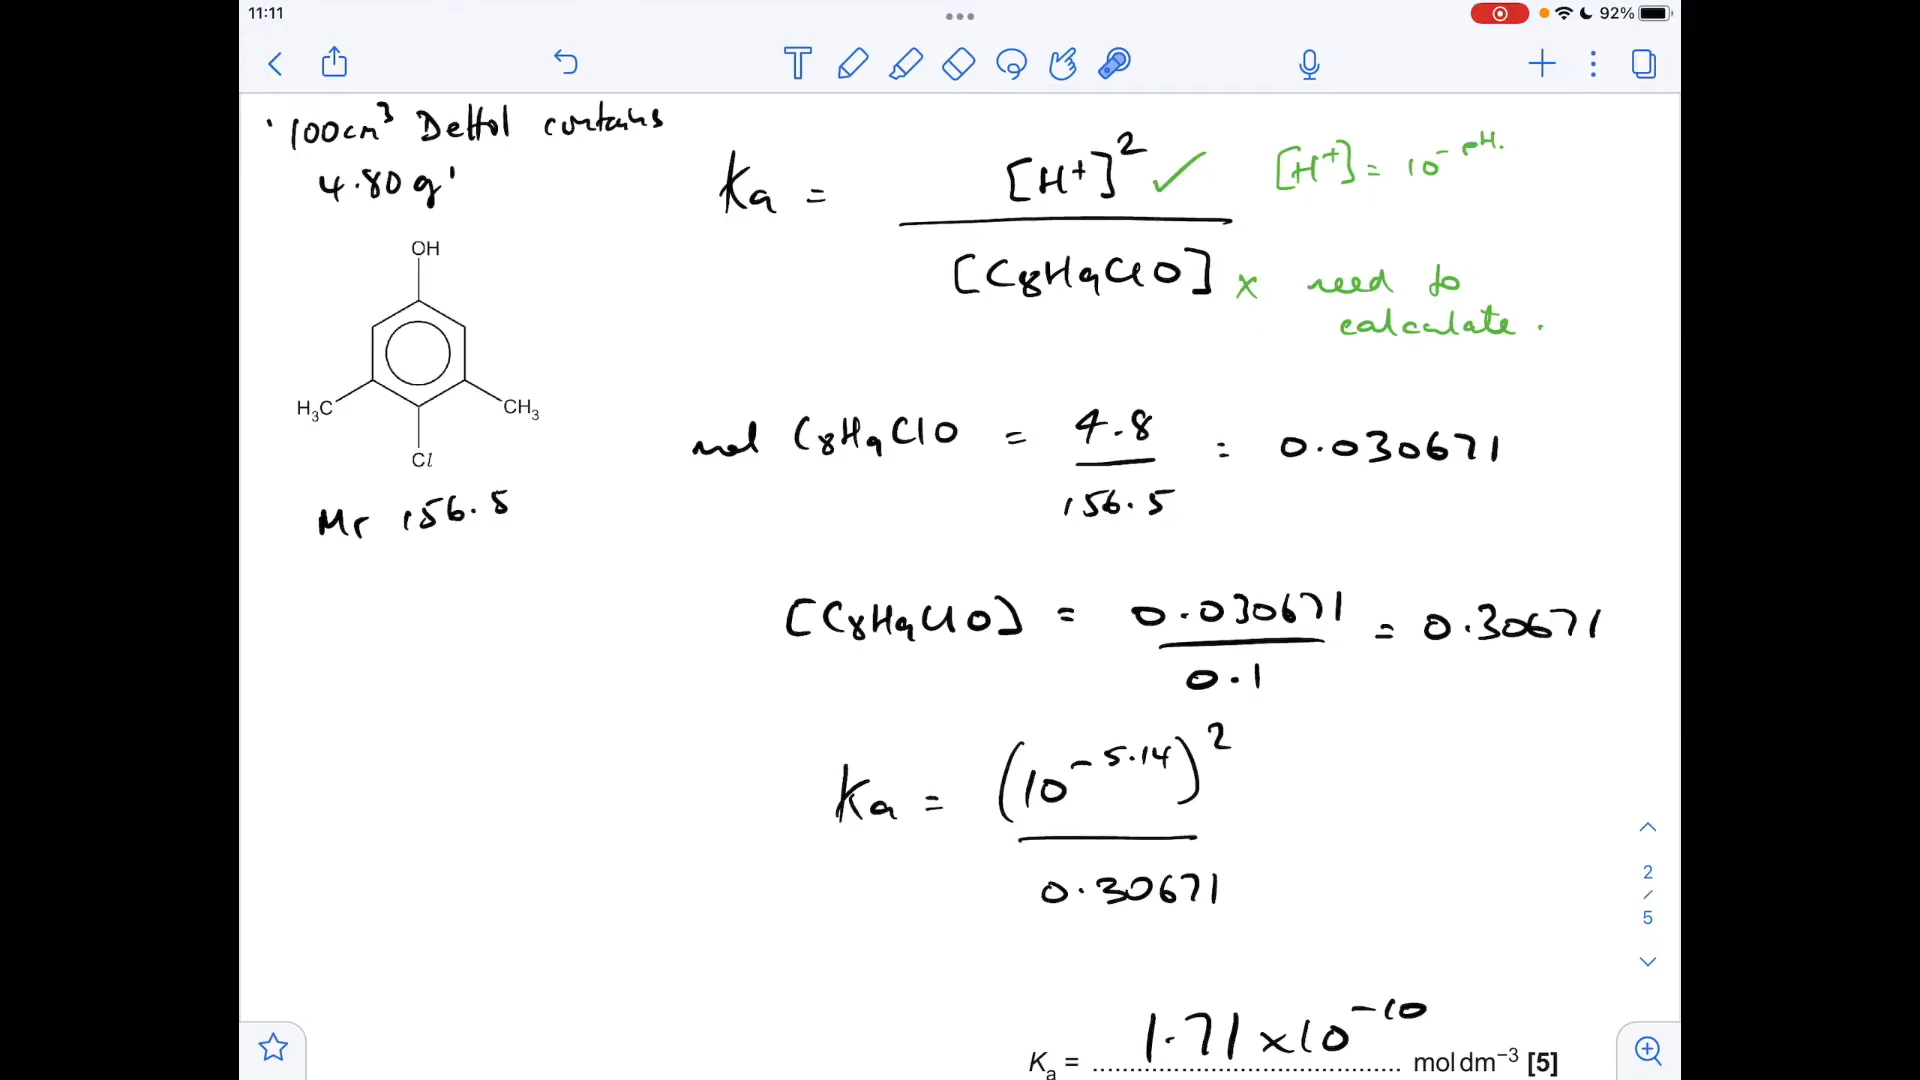 11:11
92%
'100cm³ Dettol contains
4.80 g'
Ka = [H+]² ✓
[C8H9ClO] x
[H+] = 10^-pH.
need to
calculate.
OH
H3C
CH3
Cl
Mr 156.5
mol C8H9ClO = 4.8 / 156.5 = 0.030671
[C8H9ClO] = 0.030671 / 0.1 = 0.30671
Ka = (10^-5.14)² / 0.30671
2
/
5
Ka = 1.71 x10^-10 mol dm⁻³ [5]